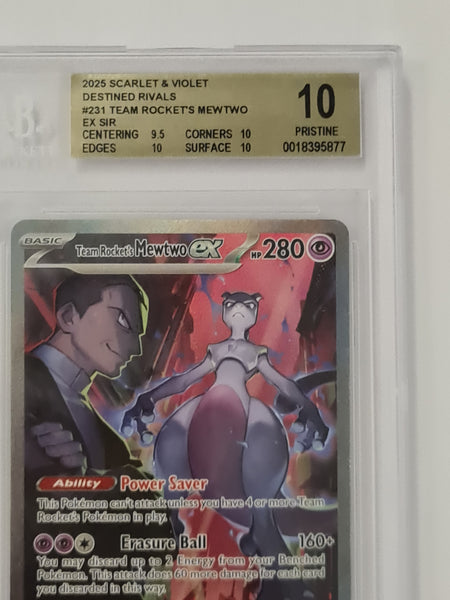 2025 SCARLET & VIOLET
DESTINED RIVALS
#231 TEAM ROCKET'S MEWTWO
EX SIR
CENTERING 9.5 CORNERS 10
EDGES 10 SURFACE 10
10
PRISTINE
0018395877
BASIC
Team Rocket's Mewtwo ex HP 280
Ability Power Saver
This Pokémon can't attack unless you have 4 or more Team
Rocket's Pokémon in play.
Erasure Ball 160+
You may discard up to 2 Energy from your Benched
Pokémon. This attack does 60 more damage for each card
you discarded in this way.